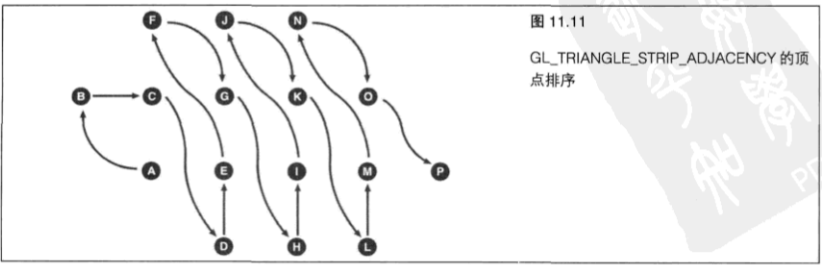 F
J
N
图 11.11
GL_TRIANGLE_STRIP_ADJACENCY 的顶
点排序
B
C
G
K
O
A
E
I
M
P
D
H
L